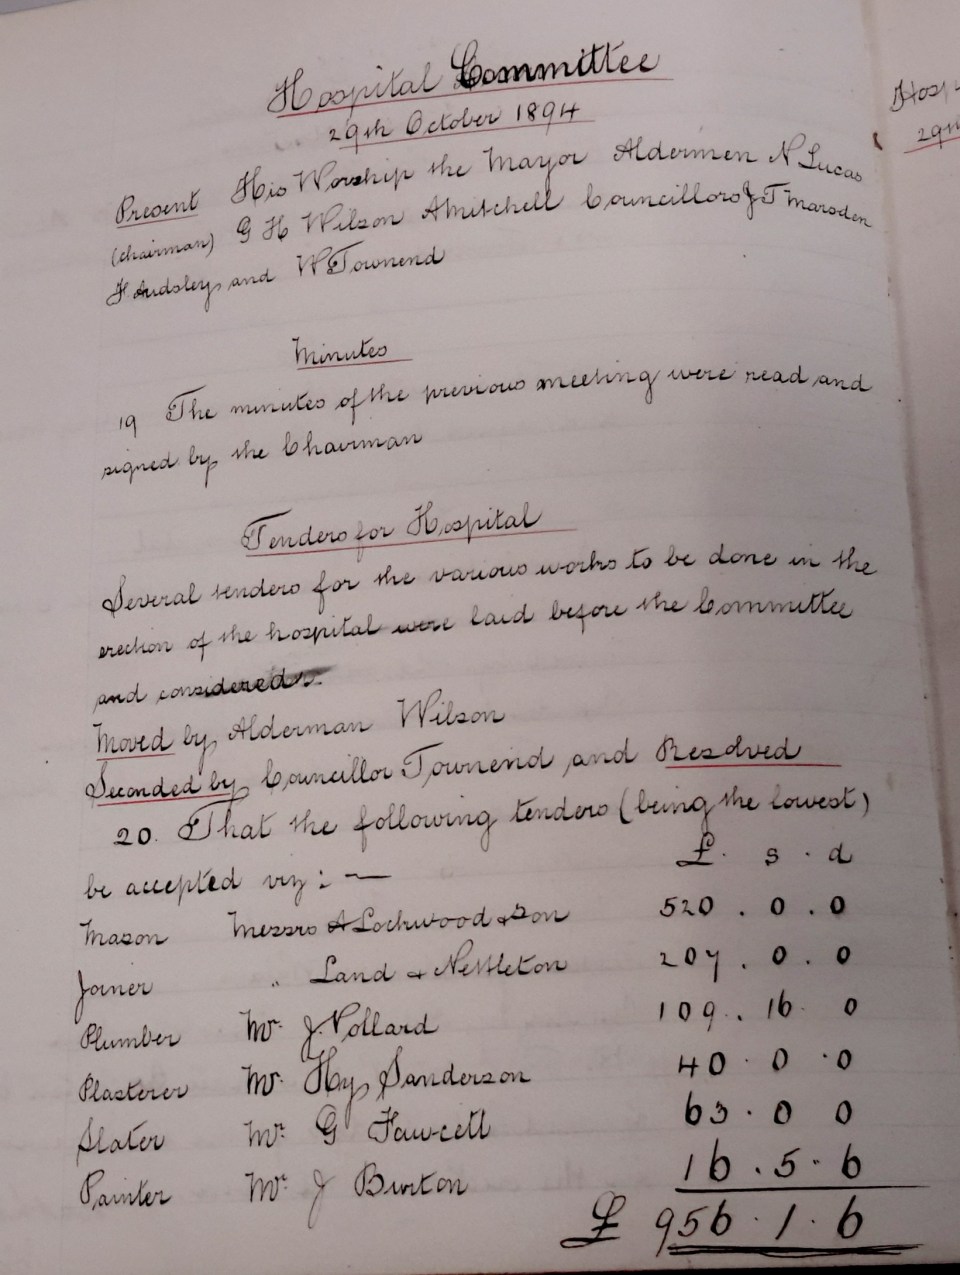 Hospital Committee
29th October 1894
Present His Worship the Mayor Aldermen N Lucas
(chairman) G H Wilson A Mitchell Councillors J T Marsden
F. Audsley and W Townend
Minutes
19 The minutes of the previous meeting were read and
signed by the Chairman
Tenders for Hospital
Several tenders for the various works to be done in the
erection of the hospital were laid before the Committee
and considered.
Moved by Alderman Wilson
Seconded by Councillor Townend and Resolved
20. That the following tenders (being the lowest)
be accepted viz: — £. s. d
Mason Messrs A Lockwood & Son 520.0.0
Joiner " Land & Nettleton 207.0.0
Plumber Mr. J. Pollard 109.16.0
Plasterer Mr. Hy Sanderson 40.0.0
Slater Mr. G Fawcett 63.0.0
Painter Mr. J Burton 16.5.6
£ 956.1.6
Hosp
29th